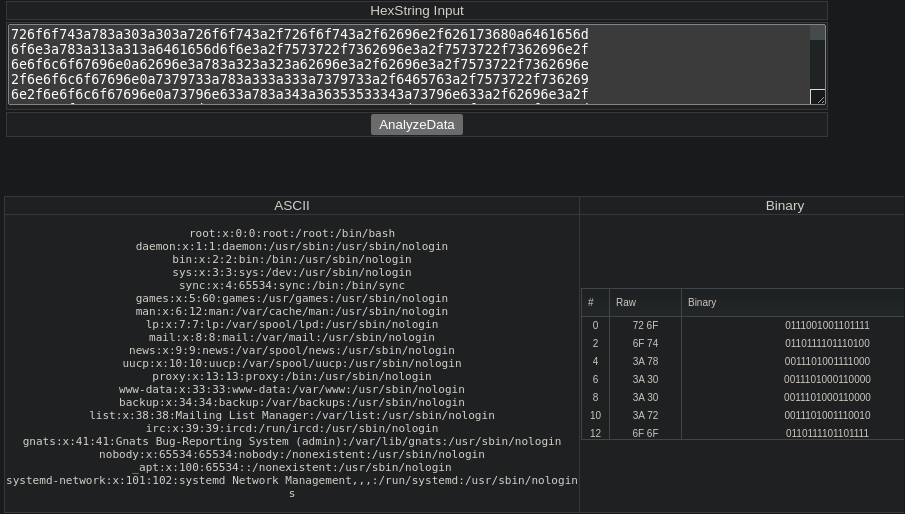 HexString Input
726f6f743a783a303a303a726f6f743a2f726f6f743a2f62696e2f626173680a6461656d
6f6e3a783a313a313a6461656d6f6e3a2f7573722f7362696e3a2f7573722f7362696e2f
6e6f6c6f67696e0a62696e3a783a323a323a62696e3a2f62696e3a2f7573722f7362696e
2f6e6f6c6f67696e0a7379733a783a333a333a7379733a2f6465763a2f7573722f736269
6e2f6e6f6c6f67696e0a73796e633a783a343a36353533343a73796e633a2f62696e3a2f
AnalyzeData
ASCII
root:x:0:0:root:/root:/bin/bash
daemon:x:1:1:daemon:/usr/sbin:/usr/sbin/nologin
bin:x:2:2:bin:/bin:/usr/sbin/nologin
sys:x:3:3:sys:/dev:/usr/sbin/nologin
sync:x:4:65534:sync:/bin:/bin/sync
games:x:5:60:games:/usr/games:/usr/sbin/nologin
man:x:6:12:man:/var/cache/man:/usr/sbin/nologin
lp:x:7:7:lp:/var/spool/lpd:/usr/sbin/nologin
mail:x:8:8:mail:/var/mail:/usr/sbin/nologin
news:x:9:9:news:/var/spool/news:/usr/sbin/nologin
uucp:x:10:10:uucp:/var/spool/uucp:/usr/sbin/nologin
proxy:x:13:13:proxy:/bin:/usr/sbin/nologin
www-data:x:33:33:www-data:/var/www:/usr/sbin/nologin
backup:x:34:34:backup:/var/backups:/usr/sbin/nologin
list:x:38:38:Mailing List Manager:/var/list:/usr/sbin/nologin
irc:x:39:39:ircd:/run/ircd:/usr/sbin/nologin
gnats:x:41:41:Gnats Bug-Reporting System (admin):/var/lib/gnats:/usr/sbin/nologin
nobody:x:65534:65534:nobody:/nonexistent:/usr/sbin/nologin
_apt:x:100:65534::/nonexistent:/usr/sbin/nologin
systemd-network:x:101:102:systemd Network Management,,,:/run/systemd:/usr/sbin/nologin
s
Binary
# Raw Binary
0 72 6F 0111001001101111
2 6F 74 0110111101110100
4 3A 78 0011101001111000
6 3A 30 0011101000110000
8 3A 30 0011101000110000
10 3A 72 0011101001110010
12 6F 6F 0110111101101111